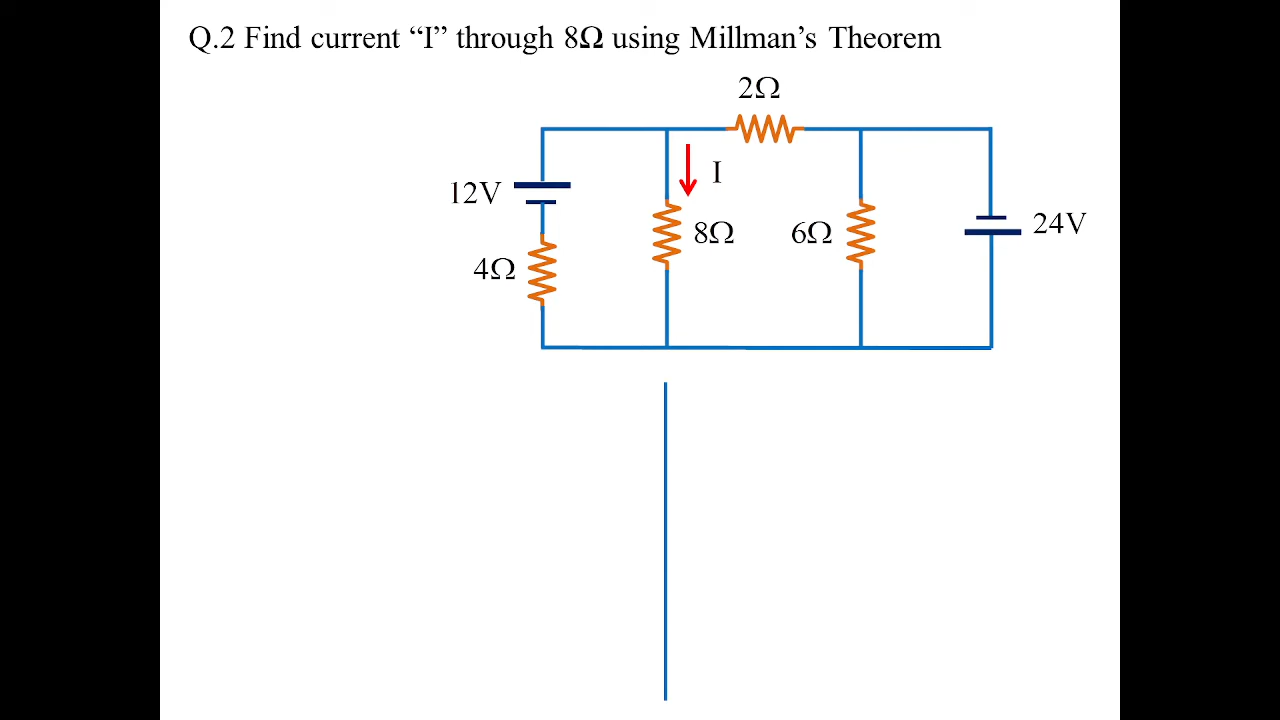 Q.2 Find current “I” through 8Ω using Millman’s Theorem
2Ω
I
12V
8Ω
6Ω
24V
4Ω